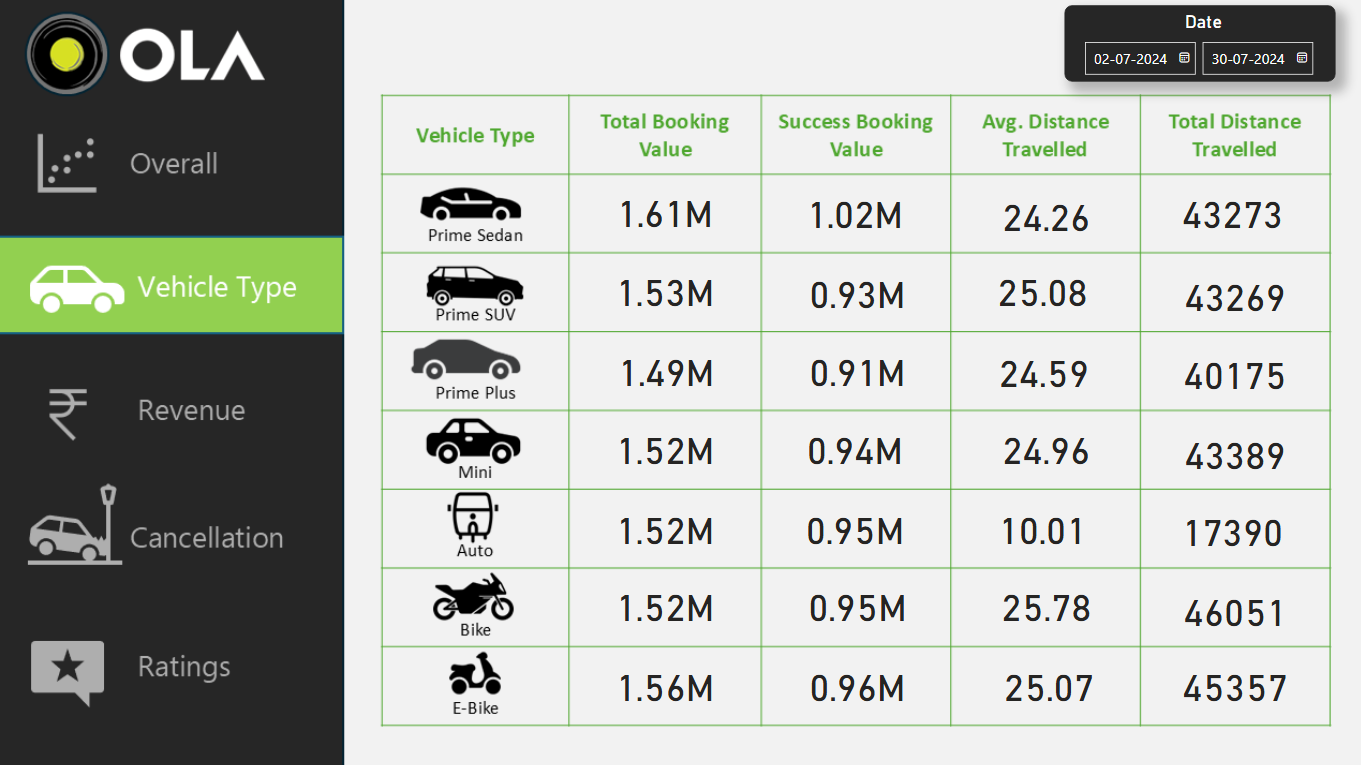 OLA
Date
02-07-2024 30-07-2024
Overall
Vehicle Type
Revenue
Cancellation
Ratings
Vehicle Type Total Booking Value Success Booking Value Avg. Distance Travelled Total Distance Travelled
Prime Sedan 1.61M 1.02M 24.26 43273
Prime SUV 1.53M 0.93M 25.08 43269
Prime Plus 1.49M 0.91M 24.59 40175
Mini 1.52M 0.94M 24.96 43389
Auto 1.52M 0.95M 10.01 17390
Bike 1.52M 0.95M 25.78 46051
E-Bike 1.56M 0.96M 25.07 45357